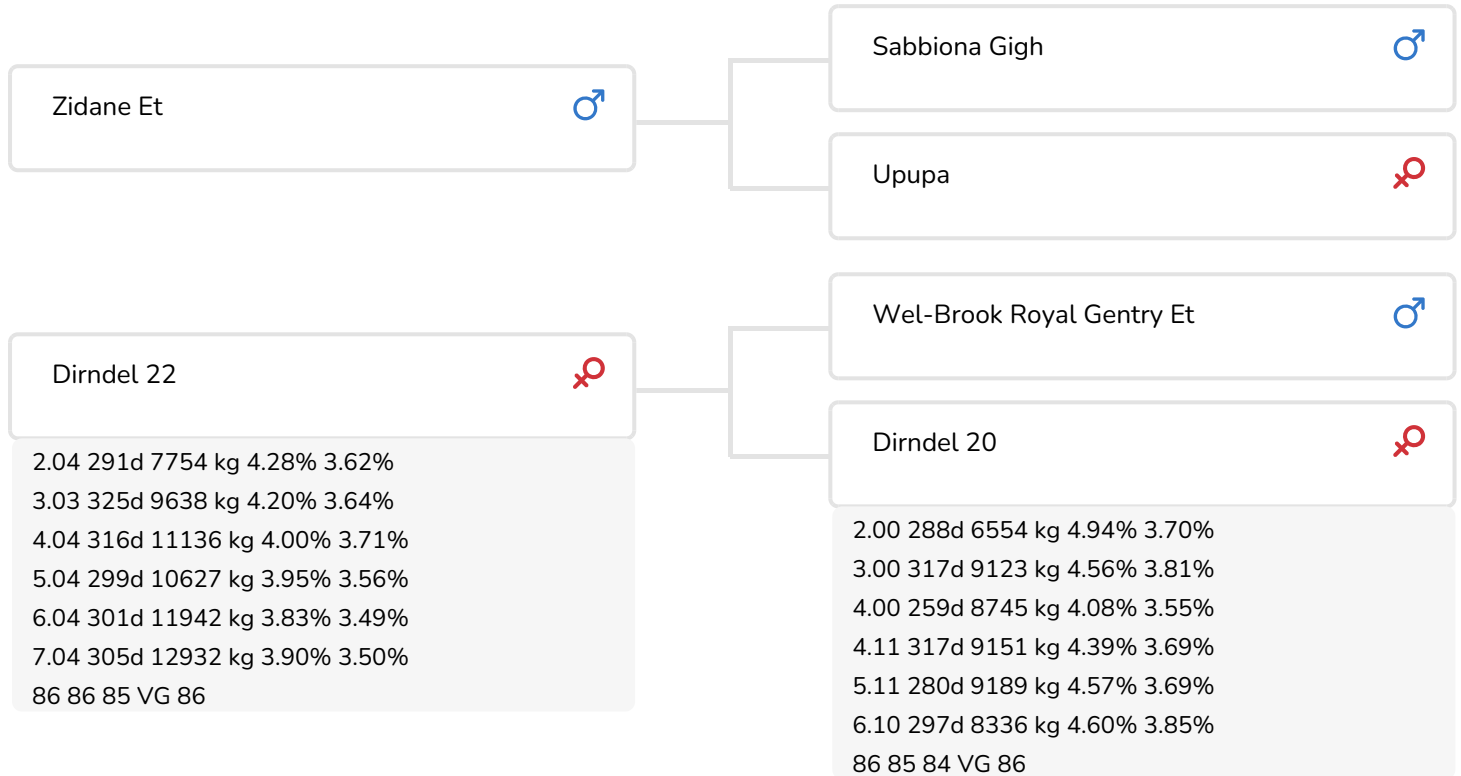 Sabbiona Gigh
Zidane Et
Upupa
Wel-Brook Royal Gentry Et
Dirndel 22
Dirndel 20
2.04 291d 7754 kg 4.28% 3.62%
3.03 325d 9638 kg 4.20% 3.64%
4.04 316d 11136 kg 4.00% 3.71%
5.04 299d 10627 kg 3.95% 3.56%
6.04 301d 11942 kg 3.83% 3.49%
7.04 305d 12932 kg 3.90% 3.50%
86 86 85 VG 86
2.00 288d 6554 kg 4.94% 3.70%
3.00 317d 9123 kg 4.56% 3.81%
4.00 259d 8745 kg 4.08% 3.55%
4.11 317d 9151 kg 4.39% 3.69%
5.11 280d 9189 kg 4.57% 3.69%
6.10 297d 8336 kg 4.60% 3.85%
86 85 84 VG 86